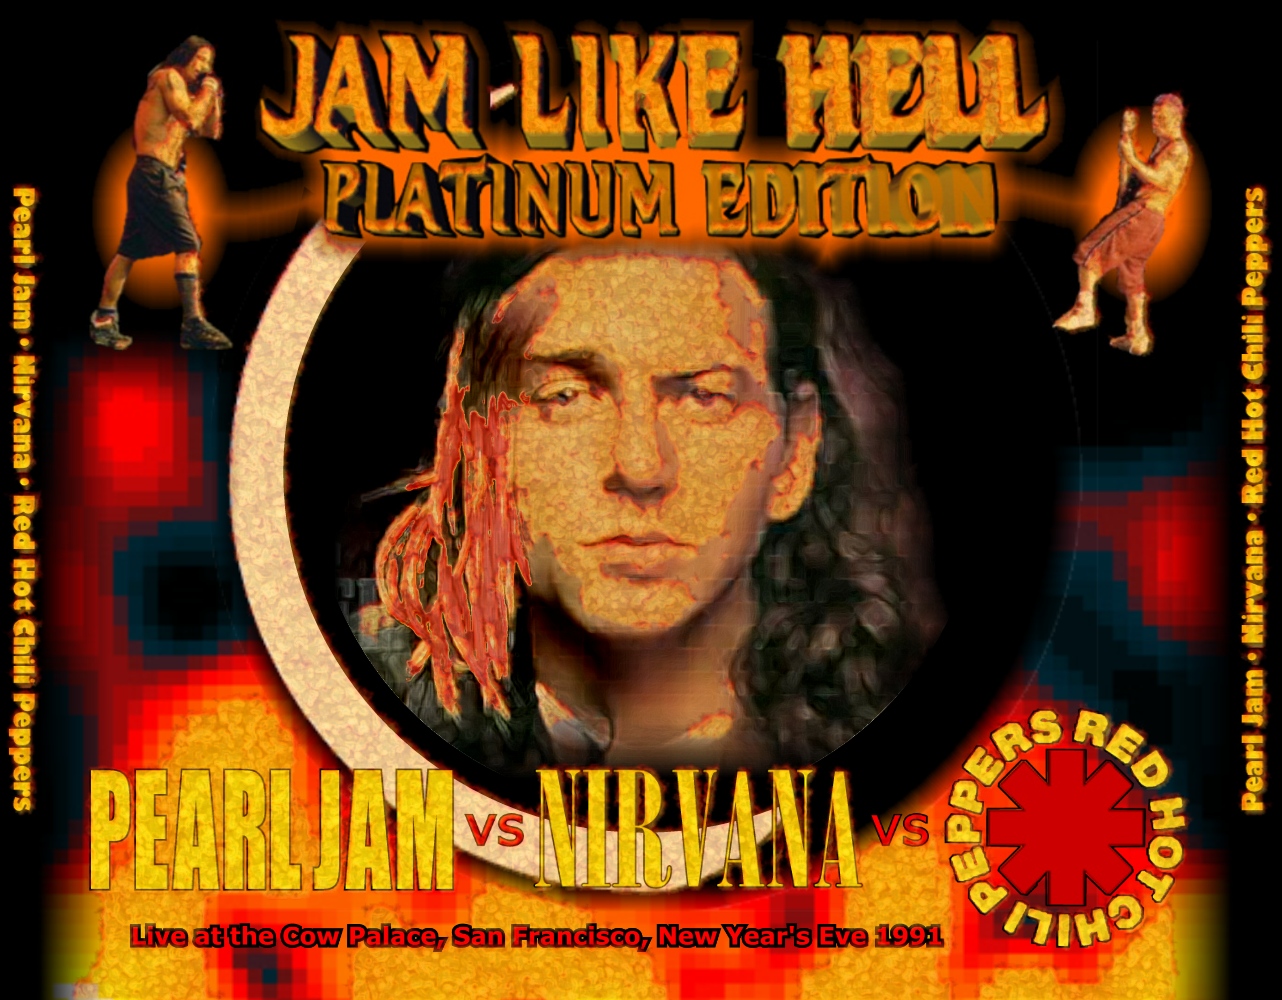 JAM LIKE HELL
PLATINUM EDITION
Pearl Jam • Nirvana • Red Hot Chili Peppers
Pearl Jam • Nirvana • Red Hot Chili Peppers
PEARL JAM VS NIRVANA VS
RED HOT CHILI PEPPERS
Live at the Cow Palace, San Francisco, New Year's Eve 1991